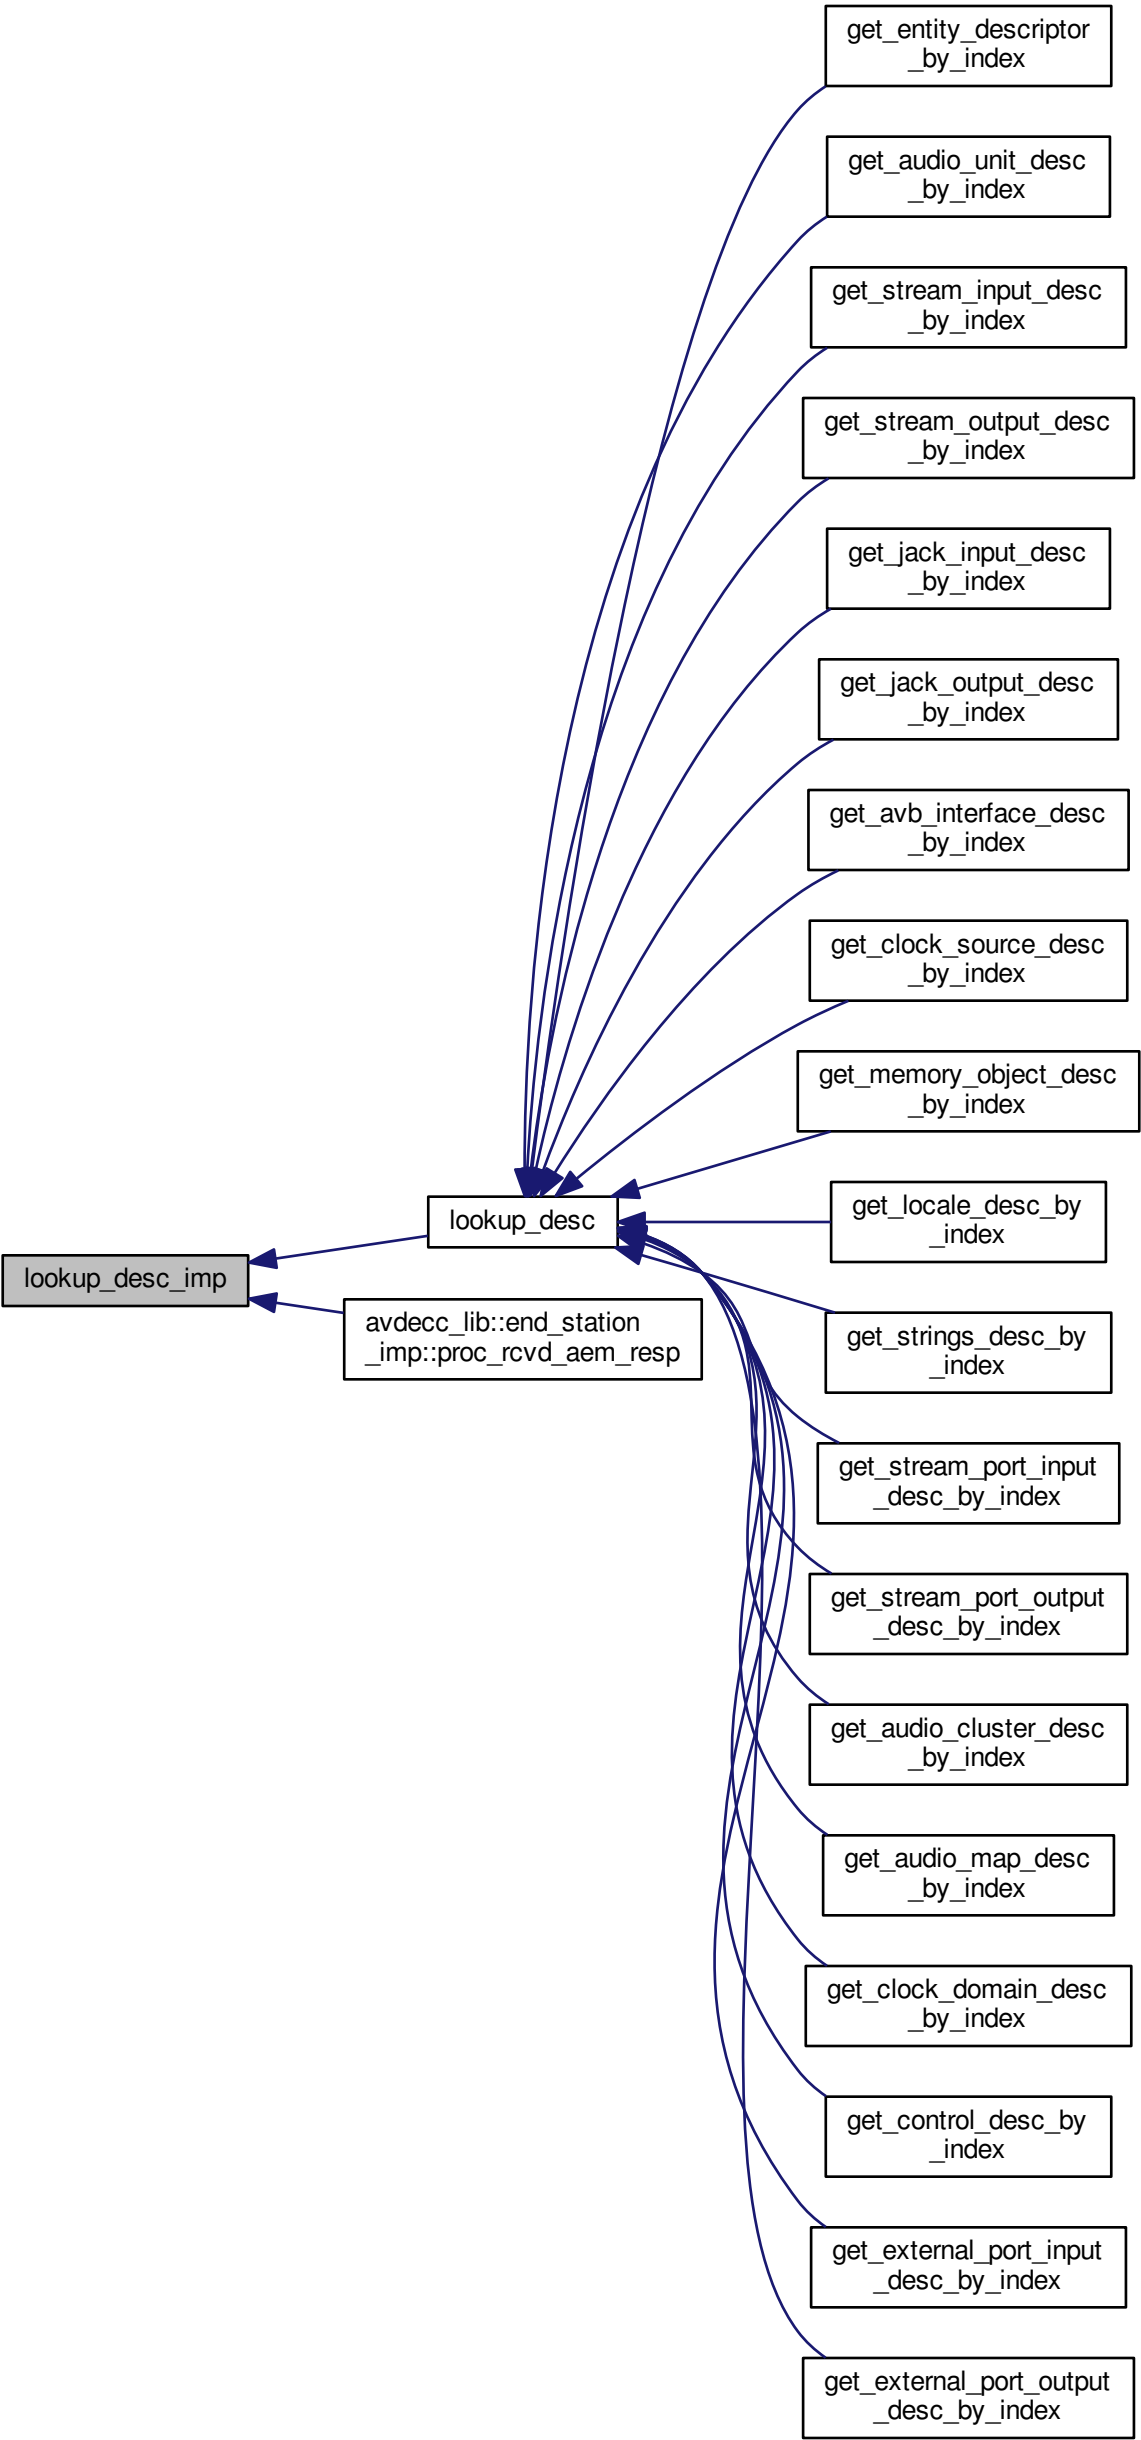 get_entity_descriptor
_by_index
get_audio_unit_desc
_by_index
get_stream_input_desc
_by_index
get_stream_output_desc
_by_index
get_jack_input_desc
_by_index
get_jack_output_desc
_by_index
get_avb_interface_desc
_by_index
get_clock_source_desc
_by_index
get_memory_object_desc
_by_index
lookup_desc
get_locale_desc_by
_index
lookup_desc_imp
avdecc_lib::end_station
_imp::proc_rcvd_aem_resp
get_strings_desc_by
_index
get_stream_port_input
_desc_by_index
get_stream_port_output
_desc_by_index
get_audio_cluster_desc
_by_index
get_audio_map_desc
_by_index
get_clock_domain_desc
_by_index
get_control_desc_by
_index
get_external_port_input
_desc_by_index
get_external_port_output
_desc_by_index